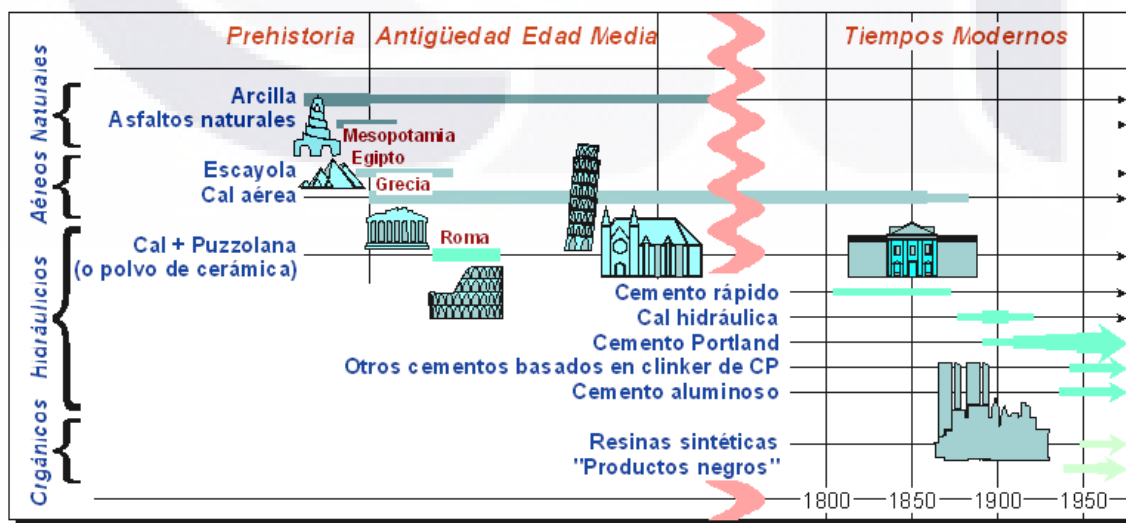 Prehistoria Antigüedad Edad Media Tiempos Modernos
Aéreos Naturales
Arcilla
Asfaltos naturales
Mesopotamia
Egipto
Escayola
Grecia
Cal aérea
Hidráulicios
Roma
Cal + Puzzolana
(o polvo de cerámica)
Cemento rápido
Cal hidráulica
Cemento Portland
Otros cementos basados en clinker de CP
Cemento aluminoso
Orgánicos
Resinas sintéticas
"Productos negros"
1800 1850 1900 1950